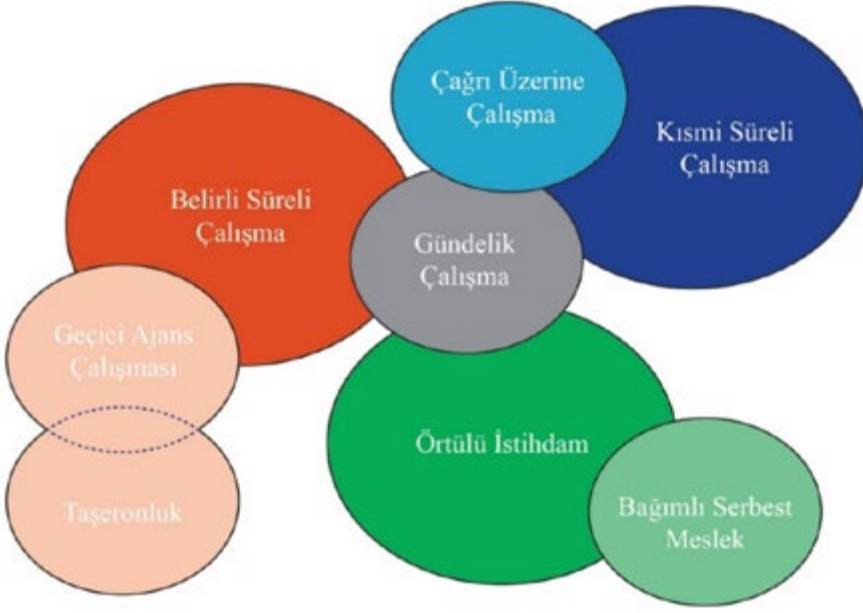 Çağrı Üzerine
Çalışma
Kısmi Süreli
Çalışma
Belirli Süreli
Çalışma
Gündelik
Çalışma
Geçici Ajans
Çalışması
Örtülü İstihdam
Taşeronluk
Bağımlı Serbest
Meslek